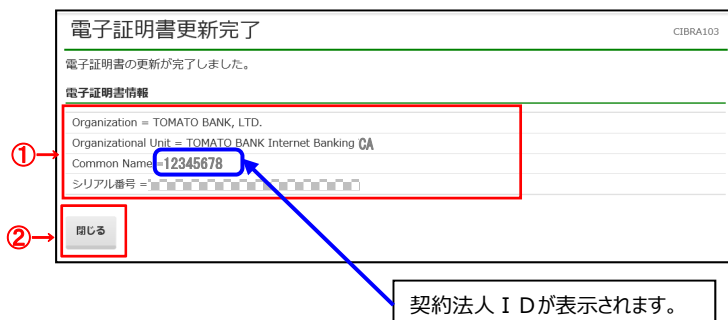 電子証明書更新完了
CIBRA103
電子証明書の更新が完了しました。
電子証明書情報
Organization = TOMATO BANK, LTD.
Organizational Unit = TOMATO BANK Internet Banking CA
① Common Name =12345678
シリアル番号 =
② 閉じる
契約法人ＩＤが表示されます。